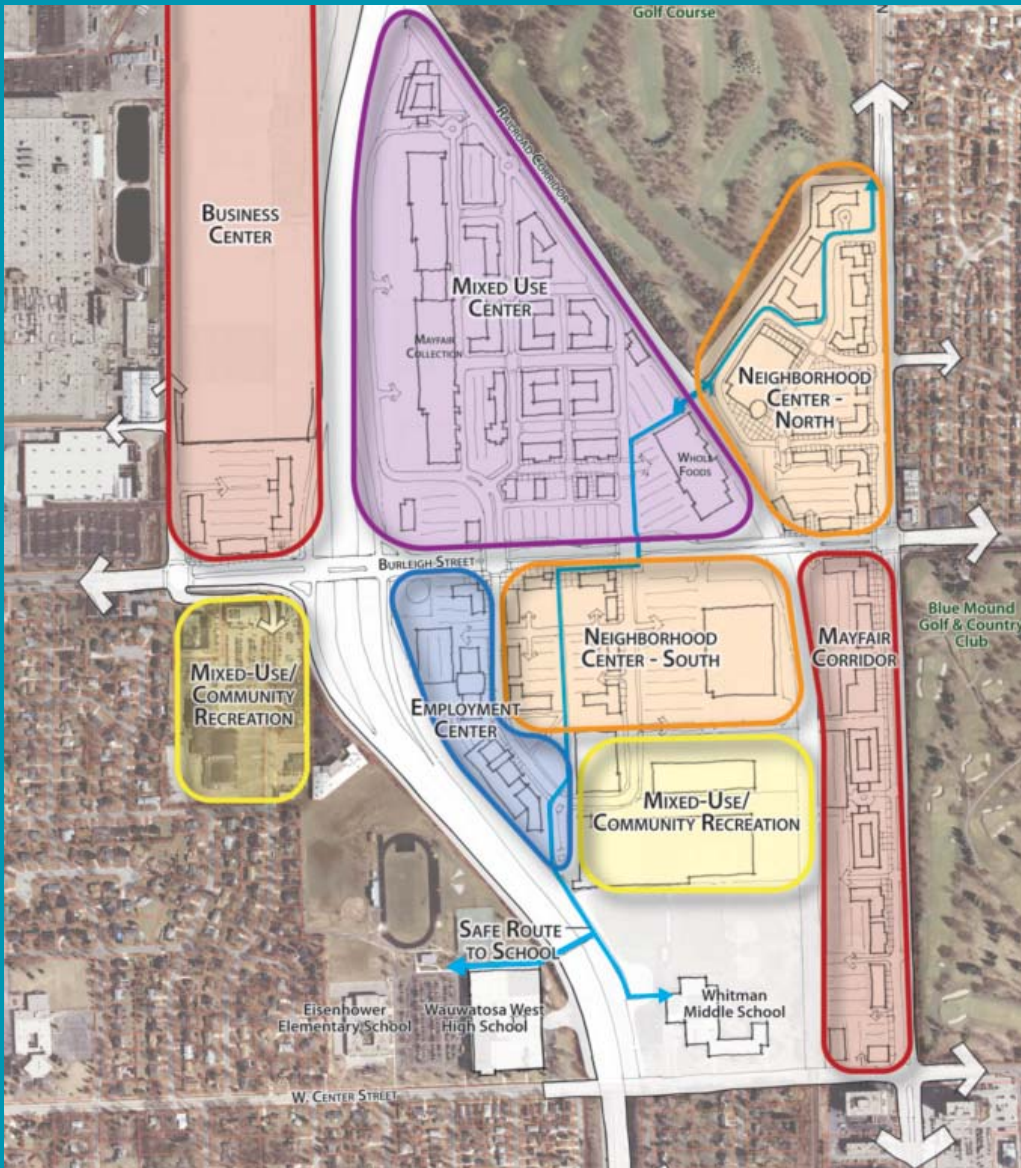 Golf Course
N
RAILROAD CORRIDOR
BUSINESS
CENTER
MIXED USE
CENTER
MAYFAIR
COLLECTION
NEIGHBORHOOD
CENTER -
NORTH
WHOLE
FOODS
BURLEIGH STREET
NEIGHBORHOOD
CENTER - SOUTH
MAYFAIR
CORRIDOR
Blue Mound
Golf & Country
Club
MIXED-USE/
COMMUNITY
RECREATION
EMPLOYMENT
CENTER
MIXED-USE/
COMMUNITY RECREATION
SAFE ROUTE
TO SCHOOL
Eisenhower
Elementary School
Wauwatosa West
High School
Whitman
Middle School
W. CENTER STREET